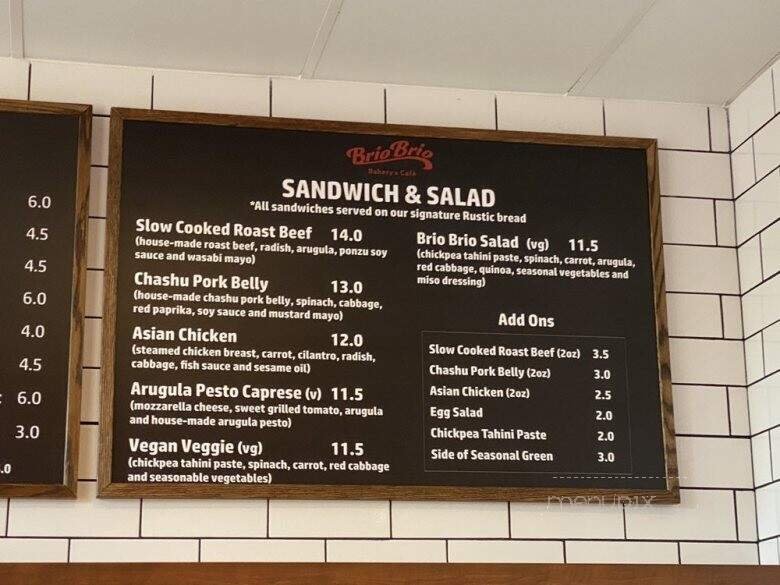 6.0
4.5
4.5
6.0
4.0
4.5
: 6.0
3.0
.0
Brio Brio
Bakery & Café
SANDWICH & SALAD
*All sandwiches served on our signature Rustic bread
Slow Cooked Roast Beef 14.0
(house-made roast beef, radish, arugula, ponzu soy
sauce and wasabi mayo)
Chashu Pork Belly 13.0
(house-made chashu pork belly, spinach, cabbage,
red paprika, soy sauce and mustard mayo)
Asian Chicken 12.0
(steamed chicken breast, carrot, cilantro, radish,
cabbage, fish sauce and sesame oil)
Arugula Pesto Caprese (v) 11.5
(mozzarella cheese, sweet grilled tomato, arugula
and house-made arugula pesto)
Vegan Veggie (vg) 11.5
(chickpea tahini paste, spinach, carrot, red cabbage
and seasonable vegetables)
Brio Brio Salad (vg) 11.5
(chickpea tahini paste, spinach, carrot, arugula,
red cabbage, quinoa, seasonal vegetables and
miso dressing)
Add Ons
Slow Cooked Roast Beef (2oz) 3.5
Chashu Pork Belly (2oz) 3.0
Asian Chicken (2oz) 2.5
Egg Salad 2.0
Chickpea Tahini Paste 2.0
Side of Seasonal Green 3.0
menupix